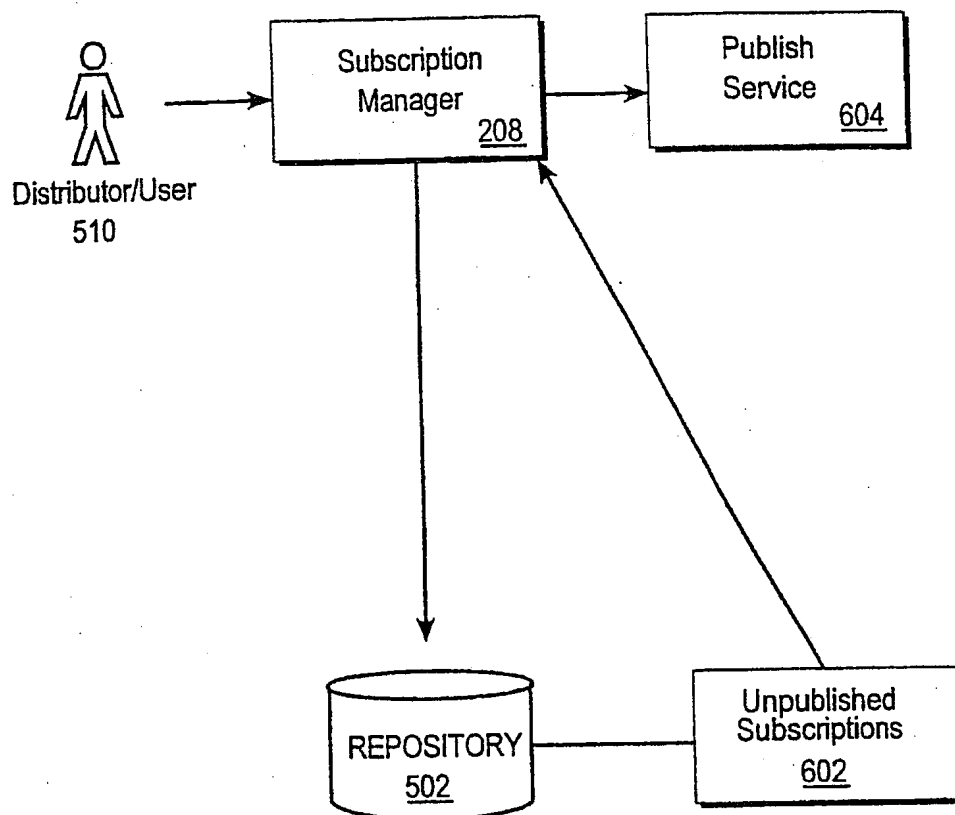 Subscription
Manager
208
Publish
Service
604
Distributor/User
510
REPOSITORY
502
Unpublished
Subscriptions
602